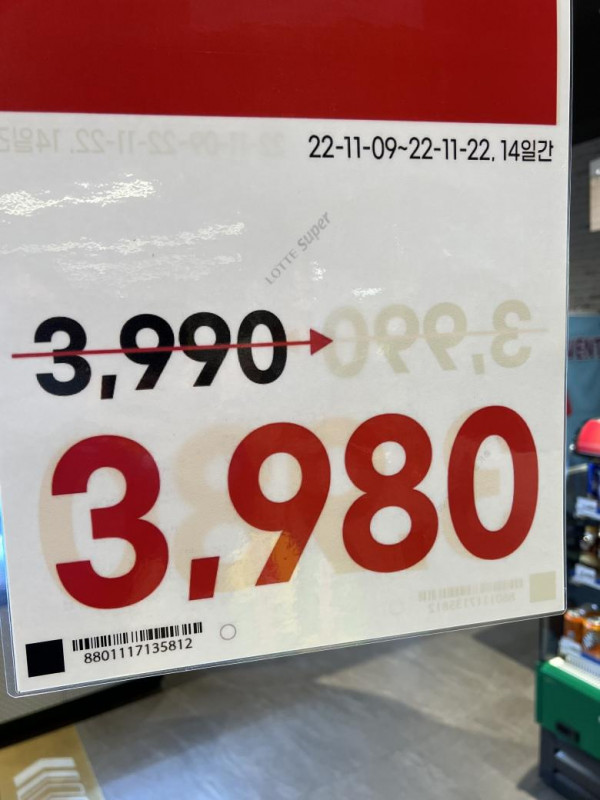 22-11-09~22-11-22, 14일간
LOTTE Super
3,990
3,980
8801117135812